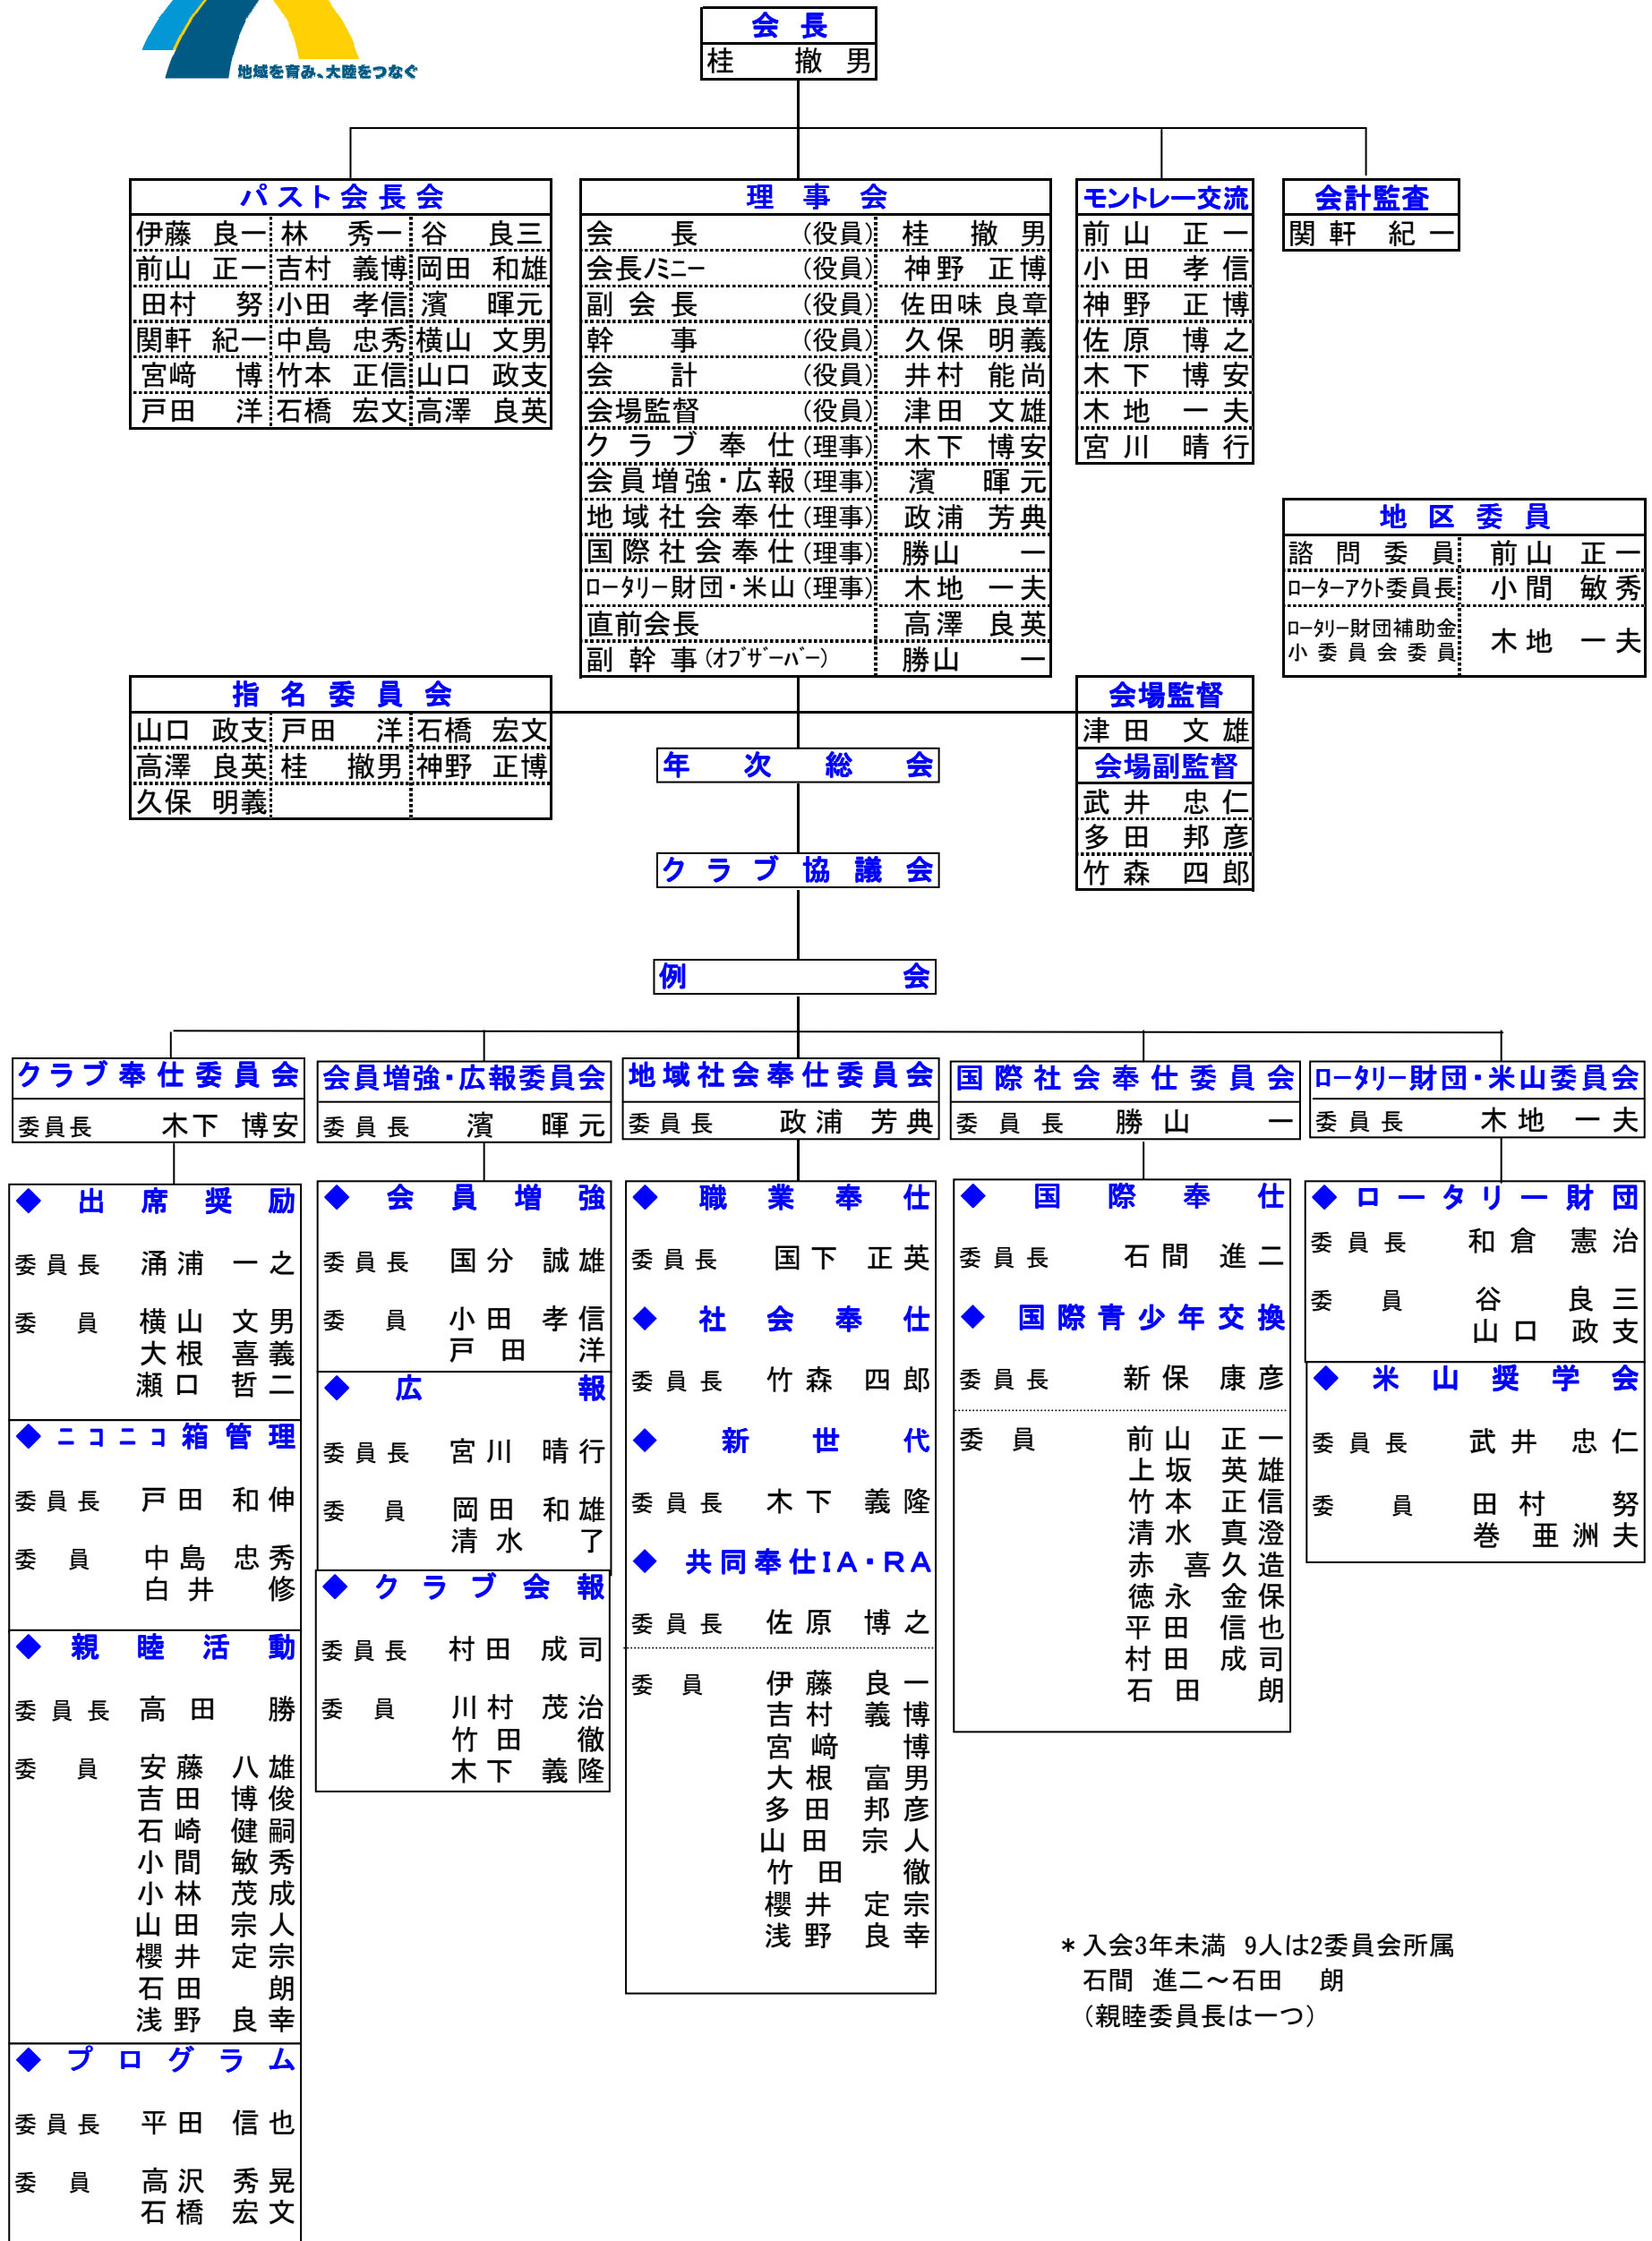 地域を育み、大陸をつなぐ
会長
桂 撤男
パスト会長会
伊藤 良一 林 秀一 谷 良三
前山 正一 吉村 義博 岡田 和雄
田村 努 小田 孝信 濱 暉元
関軒 紀一 中島 忠秀 横山 文男
宮﨑 博 竹本 正信 山口 政支
戸田 洋 石橋 宏文 高澤 良英
理事会
会長 (役員) 桂 撤男
会長ノミニー (役員) 神野 正博
副会長 (役員) 佐田味 良章
幹事 (役員) 久保 明義
会計 (役員) 井村 能尚
会場監督 (役員) 津田 文雄
クラブ奉仕 (理事) 木下 博安
会員増強・広報 (理事) 濱 暉元
地域社会奉仕 (理事) 政浦 芳典
国際社会奉仕 (理事) 勝山 一
ロータリー財団・米山 (理事) 木地 一夫
直前会長 高澤 良英
副幹事 (オブザーバー) 勝山 一
モントレー交流
前山 正一
小田 孝信
神野 正博
佐原 博之
木下 博安
木地 一夫
宮川 晴行
会計監査
関軒 紀一
地区委員
諮問委員 前山 正一
ローターアクト委員長 小間 敏秀
ロータリー財団補助金
小委員会委員 木地 一夫
指名委員会
山口 政支 戸田 洋 石橋 宏文
高澤 良英 桂 撤男 神野 正博
久保 明義
会場監督
津田 文雄
会場副監督
武井 忠仁
多田 邦彦
竹森 四郎
年次総会
クラブ協議会
例会
クラブ奉仕委員会
委員長 木下 博安
◆出席奨励
委員長 涌浦 一之
委員 横山 文男
大根 喜義
瀬口 哲二
◆ニコニコ箱管理
委員長 戸田 和伸
委員 中島 忠秀
白井 修
◆親睦活動
委員長 高田 勝
委員 安藤 八雄
吉田 博俊
石崎 健嗣
小間 敏秀
小林 茂成
山田 宗人
櫻井 定宗
石田 朗
浅野 良幸
◆プログラム
委員長 平田 信也
委員 高沢 秀晃
石橋 宏文
会員増強・広報委員会
委員長 濱 暉元
◆会員増強
委員長 国分 誠雄
委員 小田 孝信
戸田 洋
◆広報
委員長 宮川 晴行
委員 岡田 和雄
清水 了
◆クラブ会報
委員長 村田 成司
委員 川村 茂治
竹田 徹
木下 義隆
地域社会奉仕委員会
委員長 政浦 芳典
◆職業奉仕
委員長 国下 正英
◆社会奉仕
委員長 竹森 四郎
◆新世代
委員長 木下 義隆
◆共同奉仕IA・RA
委員長 佐原 博之
委員 伊藤 良一
吉村 義博
宮﨑 博
大根 富男
多田 邦彦
山田 宗人
竹田 徹
櫻井 定宗
浅野 良幸
国際社会奉仕委員会
委員長 勝山 一
◆国際奉仕
委員長 石間 進二
◆国際青少年交換
委員長 新保 康彦
委員 前山 正一
上坂 英雄
竹本 正信
清水 真澄
赤 喜久造
徳永 金保
平田 信也
村田 成司
石田 朗
ロータリー財団・米山委員会
委員長 木地 一夫
◆ロータリー財団
委員長 和倉 憲治
委員 谷 良三
山口 政支
◆米山奨学会
委員長 武井 忠仁
委員 田村 努
巻 亜洲夫
*入会3年未満 9人は2委員会所属
石間 進二～石田 朗
(親睦委員長は一つ)